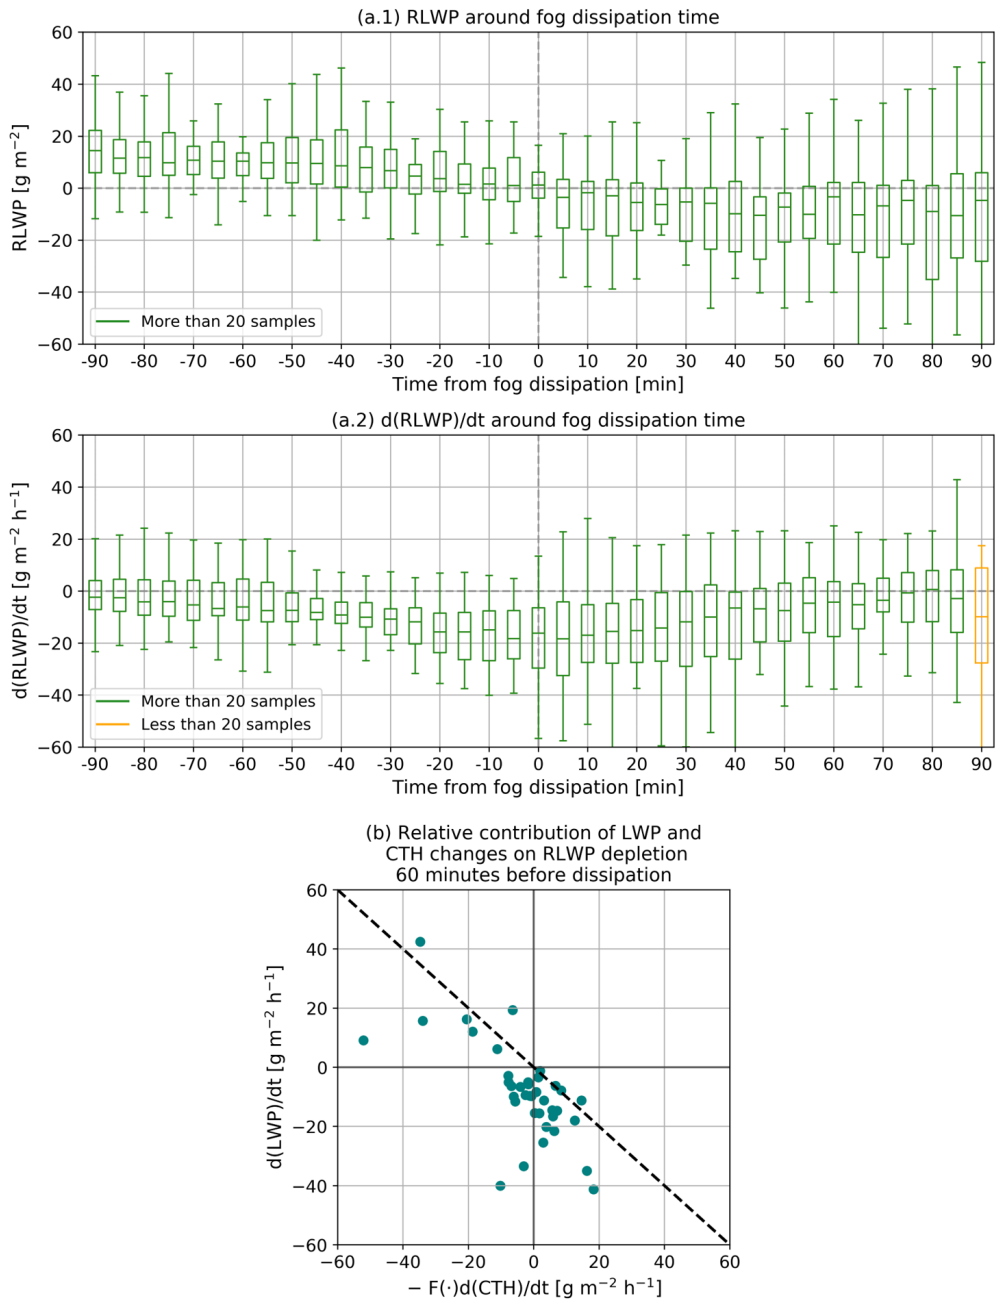 (a.1) RLWP around fog dissipation time
60
40
20
0
−20
−40
−60
RLWP [g m⁻²]
More than 20 samples
-90 -80 -70 -60 -50 -40 -30 -20 -10 0 10 20 30 40 50 60 70 80 90
Time from fog dissipation [min]
(a.2) d(RLWP)/dt around fog dissipation time
60
40
20
0
−20
−40
−60
d(RLWP)/dt [g m⁻² h⁻¹]
More than 20 samples
Less than 20 samples
-90 -80 -70 -60 -50 -40 -30 -20 -10 0 10 20 30 40 50 60 70 80 90
Time from fog dissipation [min]
(b) Relative contribution of LWP and
CTH changes on RLWP depletion
60 minutes before dissipation
60
40
20
0
−20
−40
−60
d(LWP)/dt [g m⁻² h⁻¹]
−60 −40 −20 0 20 40 60
− F(·)d(CTH)/dt [g m⁻² h⁻¹]